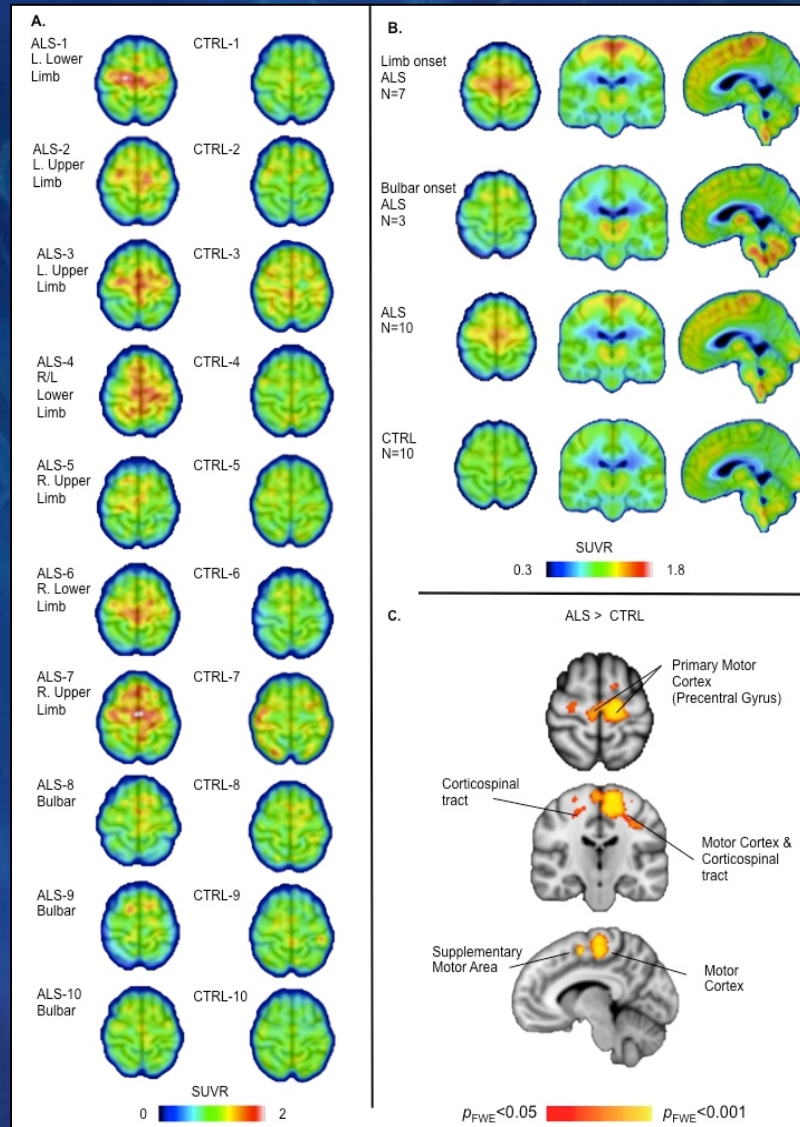 A.
ALS-1
L. Lower
Limb
CTRL-1
ALS-2
L. Upper
Limb
CTRL-2
ALS-3
L. Upper
Limb
CTRL-3
ALS-4
R/L
Lower
Limb
CTRL-4
ALS-5
R. Upper
Limb
CTRL-5
ALS-6
R. Lower
Limb
CTRL-6
ALS-7
R. Upper
Limb
CTRL-7
ALS-8
Bulbar
CTRL-8
ALS-9
Bulbar
CTRL-9
ALS-10
Bulbar
CTRL-10
SUVR
0 2
B.
Limb onset
ALS
N=7
Bulbar onset
ALS
N=3
ALS
N=10
CTRL
N=10
SUVR
0.3 1.8
C.
ALS > CTRL
Primary Motor
Cortex
(Precentral Gyrus)
Corticospinal
tract
Motor Cortex &
Corticospinal
tract
Supplementary
Motor Area
Motor
Cortex
pFWE<0.05 pFWE<0.001